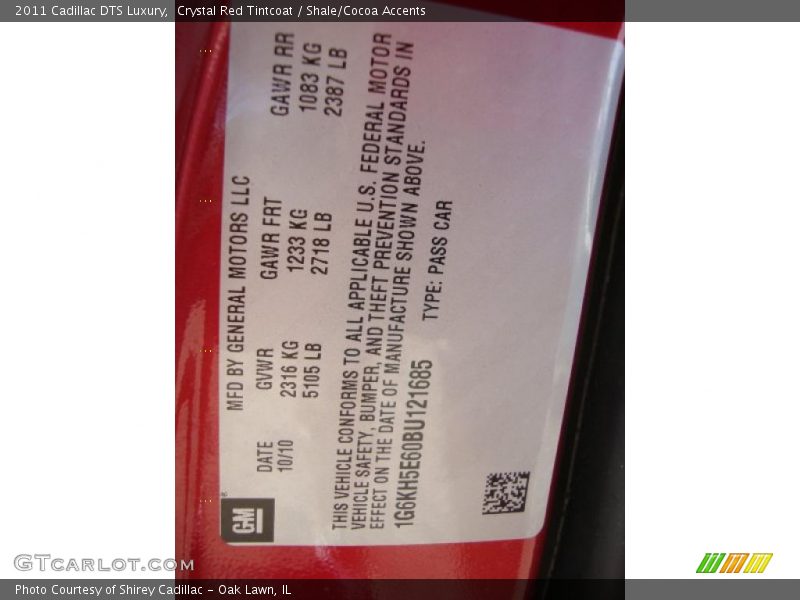 2011 Cadillac DTS Luxury, Crystal Red Tintcoat / Shale/Cocoa Accents
GM
MFD BY GENERAL MOTORS LLC
DATE GVWR GAWR FRT GAWR RR
10/10 2316 KG 1233 KG 1083 KG
5105 LB 2718 LB 2387 LB
THIS VEHICLE CONFORMS TO ALL APPLICABLE U.S. FEDERAL MOTOR
VEHICLE SAFETY, BUMPER, AND THEFT PREVENTION STANDARDS IN
EFFECT ON THE DATE OF MANUFACTURE SHOWN ABOVE.
1G6KH5E60BU121685 TYPE: PASS CAR
GTcarlot.com
Photo Courtesy of Shirey Cadillac - Oak Lawn, IL